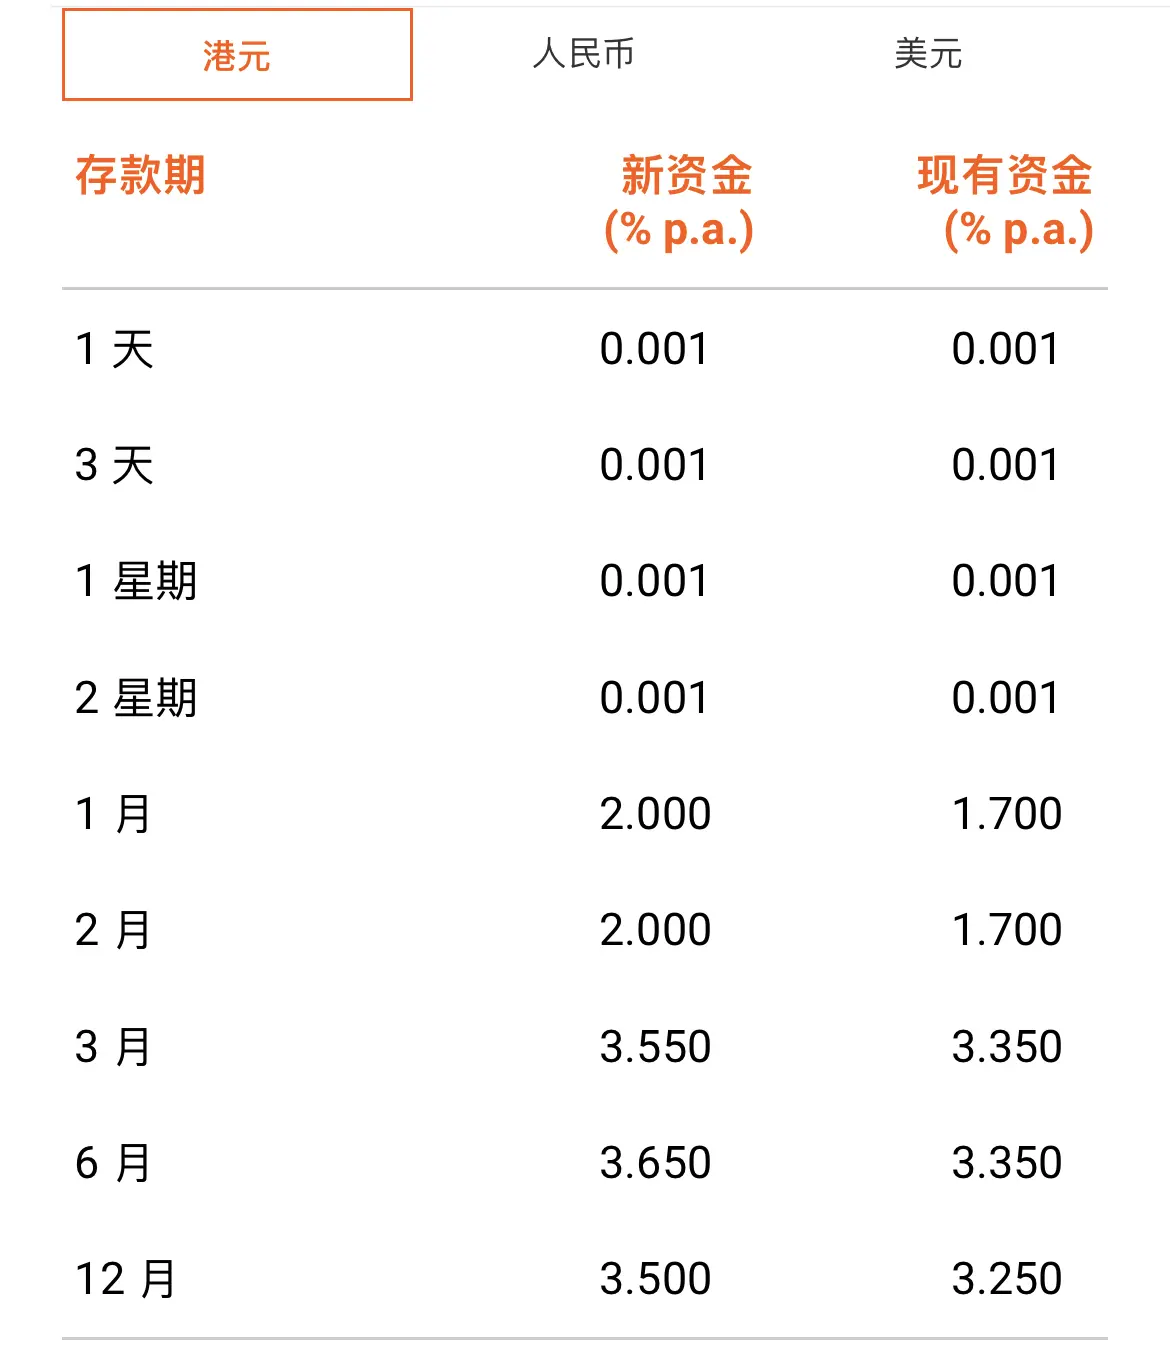 港元 人民币 美元
存款期 新资金 现有资金
(% p.a.) (% p.a.)
1 天 0.001 0.001
3 天 0.001 0.001
1 星期 0.001 0.001
2 星期 0.001 0.001
1 月 2.000 1.700
2 月 2.000 1.700
3 月 3.550 3.350
6 月 3.650 3.350
12 月 3.500 3.250